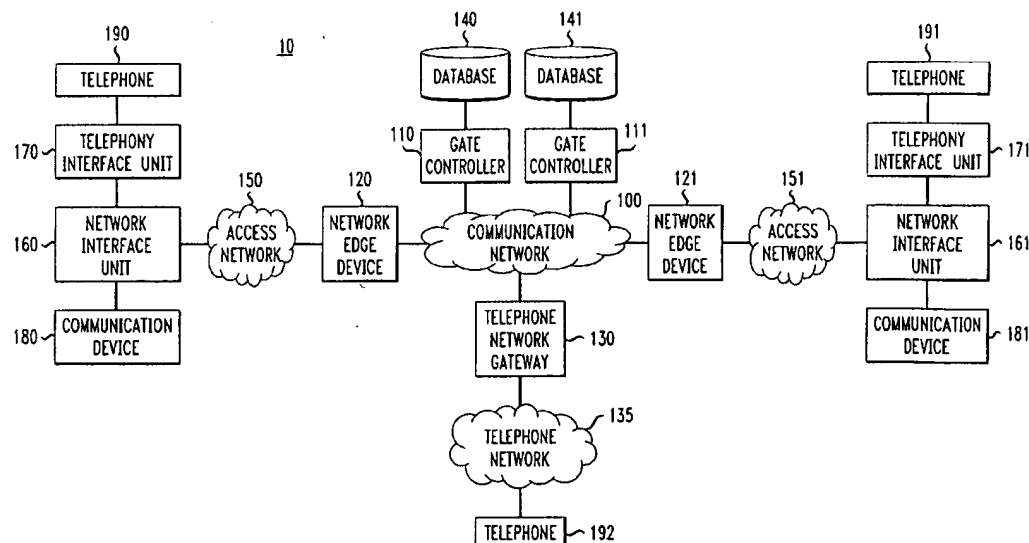 190
10
140
141
191
TELEPHONE
DATABASE
DATABASE
TELEPHONE
170
TELEPHONY
INTERFACE UNIT
110
GATE
CONTROLLER
GATE
CONTROLLER
111
TELEPHONY
INTERFACE UNIT
171
150
120
100
121
151
160
NETWORK
INTERFACE
UNIT
ACCESS
NETWORK
NETWORK
EDGE
DEVICE
COMMUNICATION
NETWORK
NETWORK
EDGE
DEVICE
ACCESS
NETWORK
NETWORK
INTERFACE
UNIT
161
180
COMMUNICATION
DEVICE
TELEPHONE
NETWORK
GATEWAY
130
COMMUNICATION
DEVICE
181
135
TELEPHONE
NETWORK
TELEPHONE
192